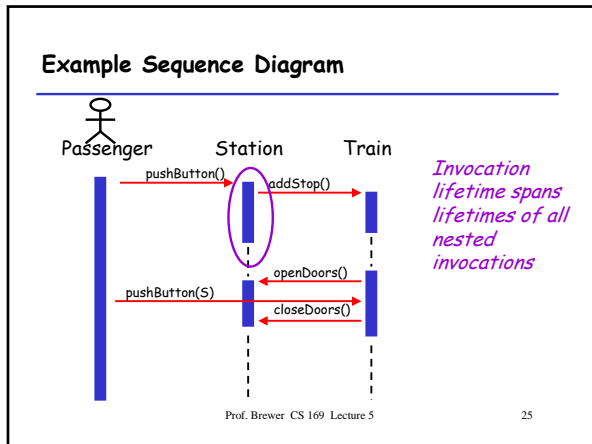 Example Sequence Diagram
Passenger Station Train
pushButton()
addStop()
Invocation
lifetime spans
lifetimes of all
nested
invocations
openDoors()
pushButton(S)
closeDoors()
Prof. Brewer CS 169 Lecture 5 25